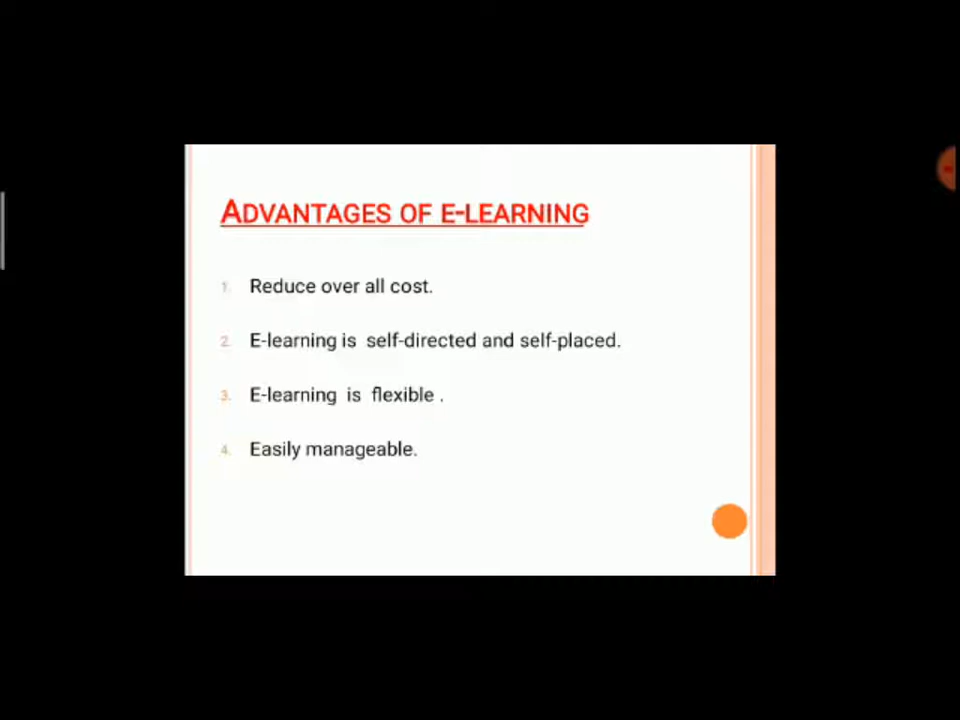 ADVANTAGES OF E-LEARNING
1. Reduce over all cost.
2. E-learning is self-directed and self-placed.
3. E-learning is flexible .
4. Easily manageable.